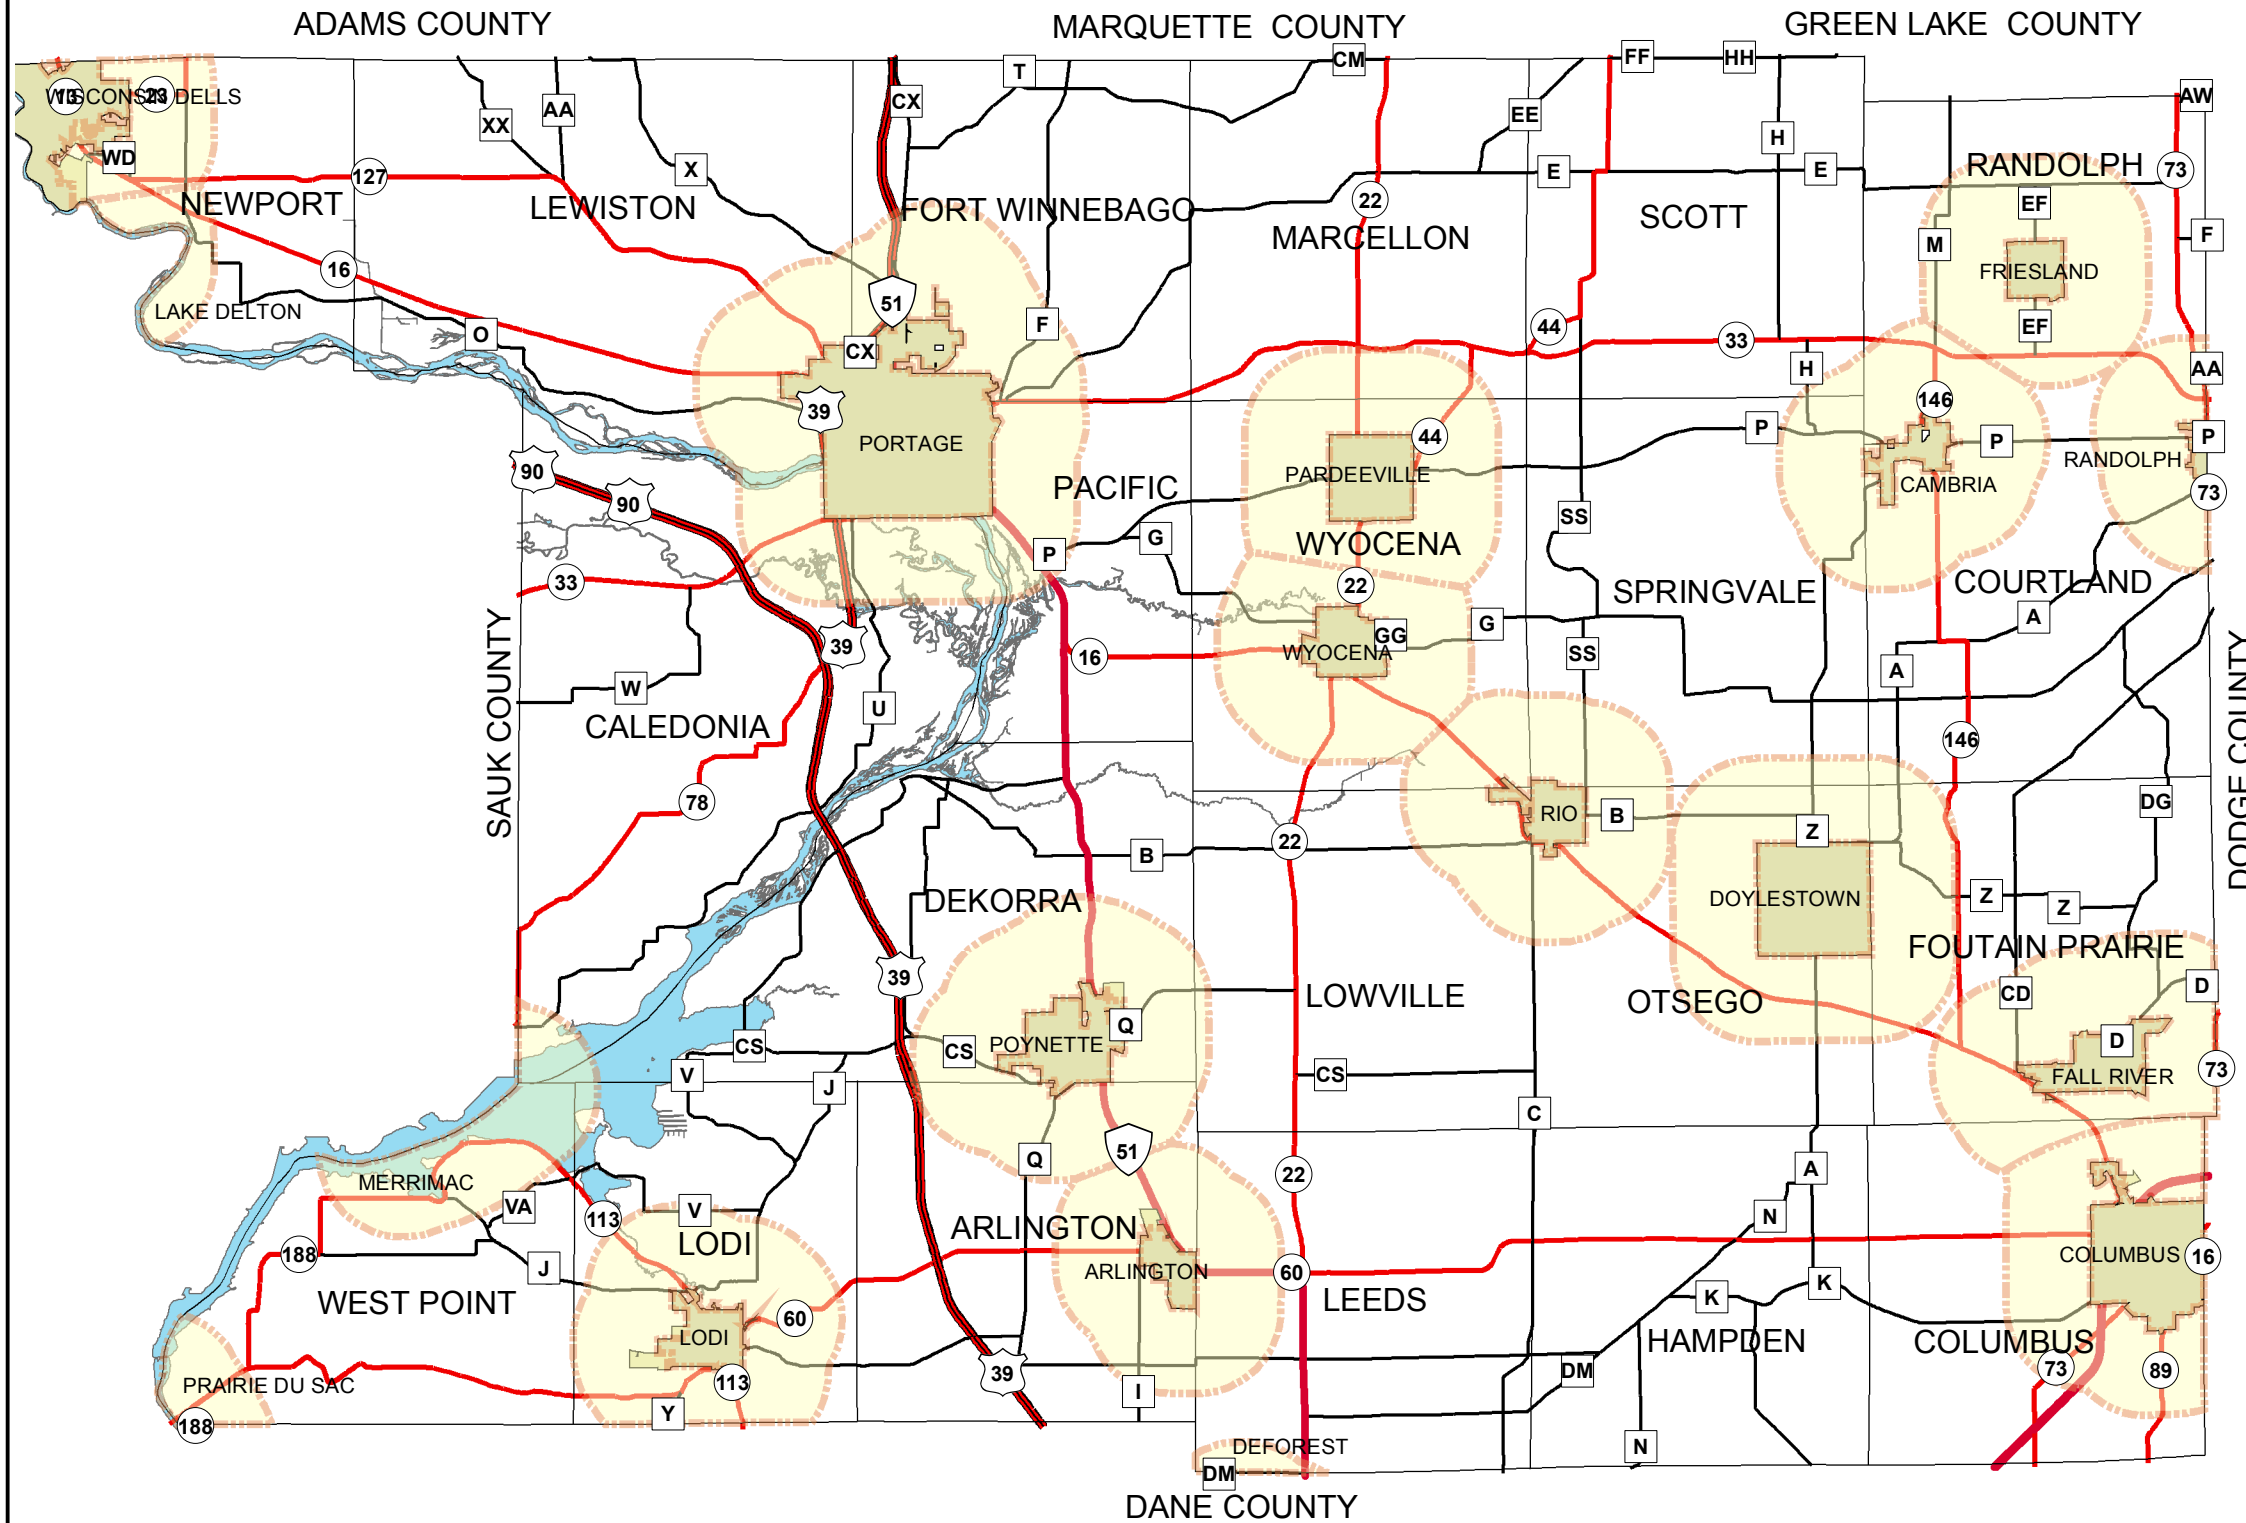 ADAMS COUNTY
MARQUETTE COUNTY
GREEN LAKE COUNTY
T
CM
FF
HH
WISCONSIN DELLS
13
23
XX
AA
CX
EE
H
AW
WD
127
X
22
E
E
RANDOLPH
73
NEWPORT
LEWISTON
FORT WINNEBAGO
MARCELLON
SCOTT
EF
M
F
16
FRIESLAND
LAKE DELTON
O
51
F
44
33
EF
CX
H
AA
39
146
PORTAGE
44
P
P
P
90
90
PACIFIC
PARDEEVILLE
RANDOLPH
CAMBRIA
73
SS
P
G
WYOCENA
33
22
SPRINGVALE
COURTLAND
A
SAUK COUNTY
39
16
WYOCENA
GG
G
SS
A
DODGE COUNTY
W
U
CALEDONIA
146
78
DG
RIO
B
Z
22
B
DEKORRA
DOYLESTOWN
Z
Z
FOUTAIN PRAIRIE
39
LOWVILLE
OTSEGO
CD
D
Q
CS
CS
POYNETTE
D
V
J
CS
FALL RIVER
73
C
51
Q
22
A
MERRIMAC
VA
113
V
N
188
LODI
ARLINGTON
COLUMBUS
16
J
ARLINGTON
60
WEST POINT
LEEDS
K
K
60
LODI
HAMPDEN
COLUMBUS
PRAIRIE DU SAC
113
39
DM
73
89
I
188
Y
DEFOREST
N
DM
DANE COUNTY